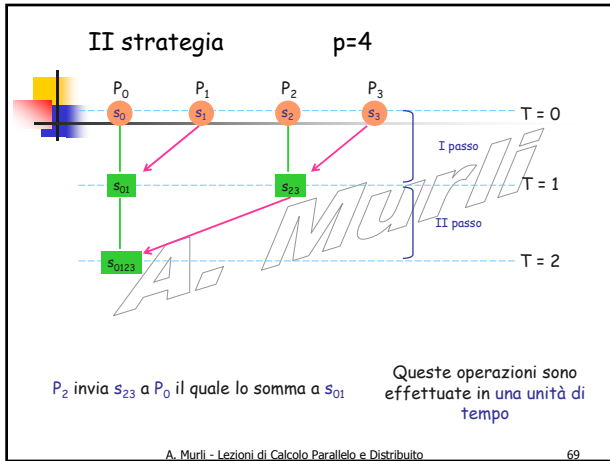 II strategia p=4
P0 P1 P2 P3
s0 s1 s2 s3 T = 0
I passo
s01 s23 T = 1
II passo
s0123 T = 2
A. Murli
P2 invia s23 a P0 il quale lo somma a s01
Queste operazioni sono
effettuate in una unità di
tempo
A. Murli - Lezioni di Calcolo Parallelo e Distribuito 69